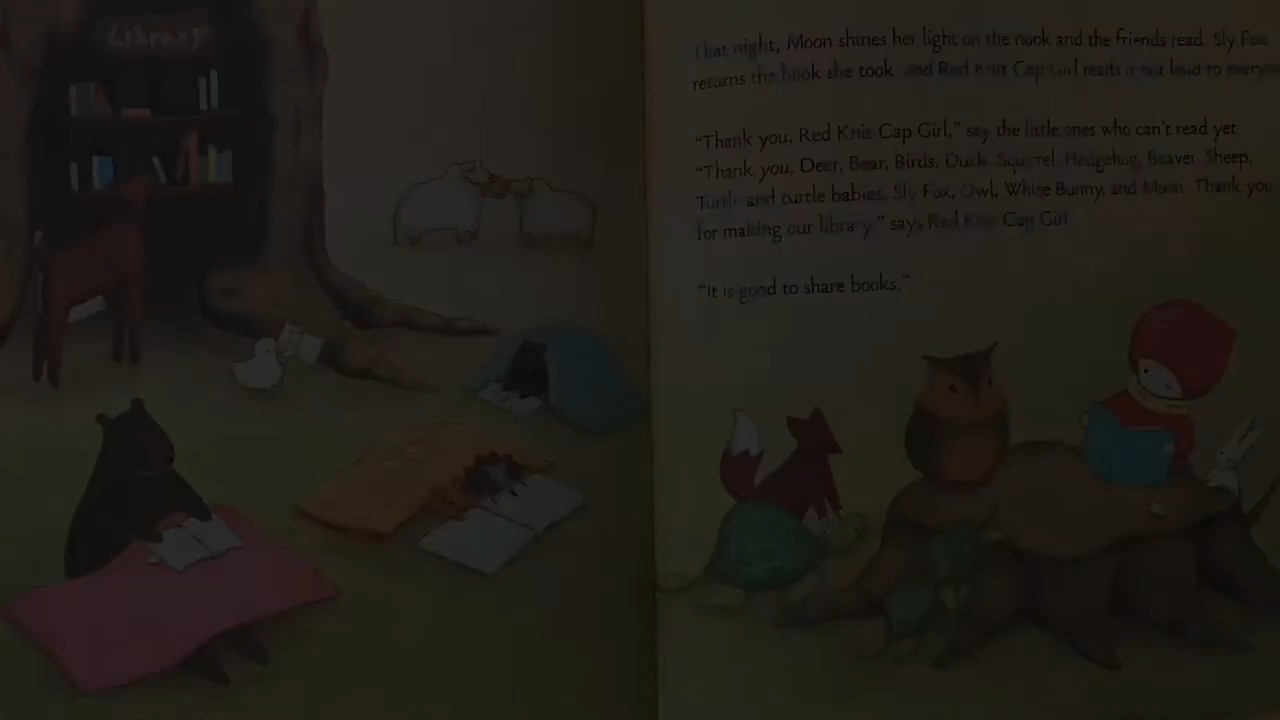 Library
That night, Moon shines her light on the nook and the friends read. Sly Fox
returns the book she took, and Red Knit Cap Girl reads it out loud to everyone
“Thank you, Red Knit Cap Girl,” say the little ones who can't read yet.
“Thank you, Deer, Bear, Birds, Duck, Squirrel, Hedgehog, Beaver, Sheep,
Turtle and turtle babies, Sly Fox, Owl, White Bunny, and Moon. Thank you
for making our library,” says Red Knit Cap Girl.
“It is good to share books.”